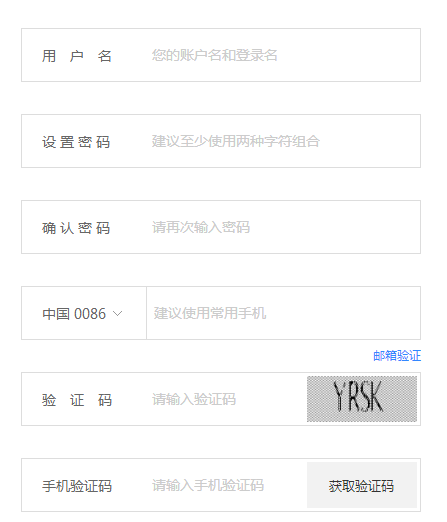 用 户 名 您的账户名和登录名
设 置 密 码 建议至少使用两种字符组合
确 认 密 码 请再次输入密码
中国 0086 建议使用常用手机
邮箱验证
验 证 码 请输入验证码 YRSK
手机验证码 请输入手机验证码 获取验证码